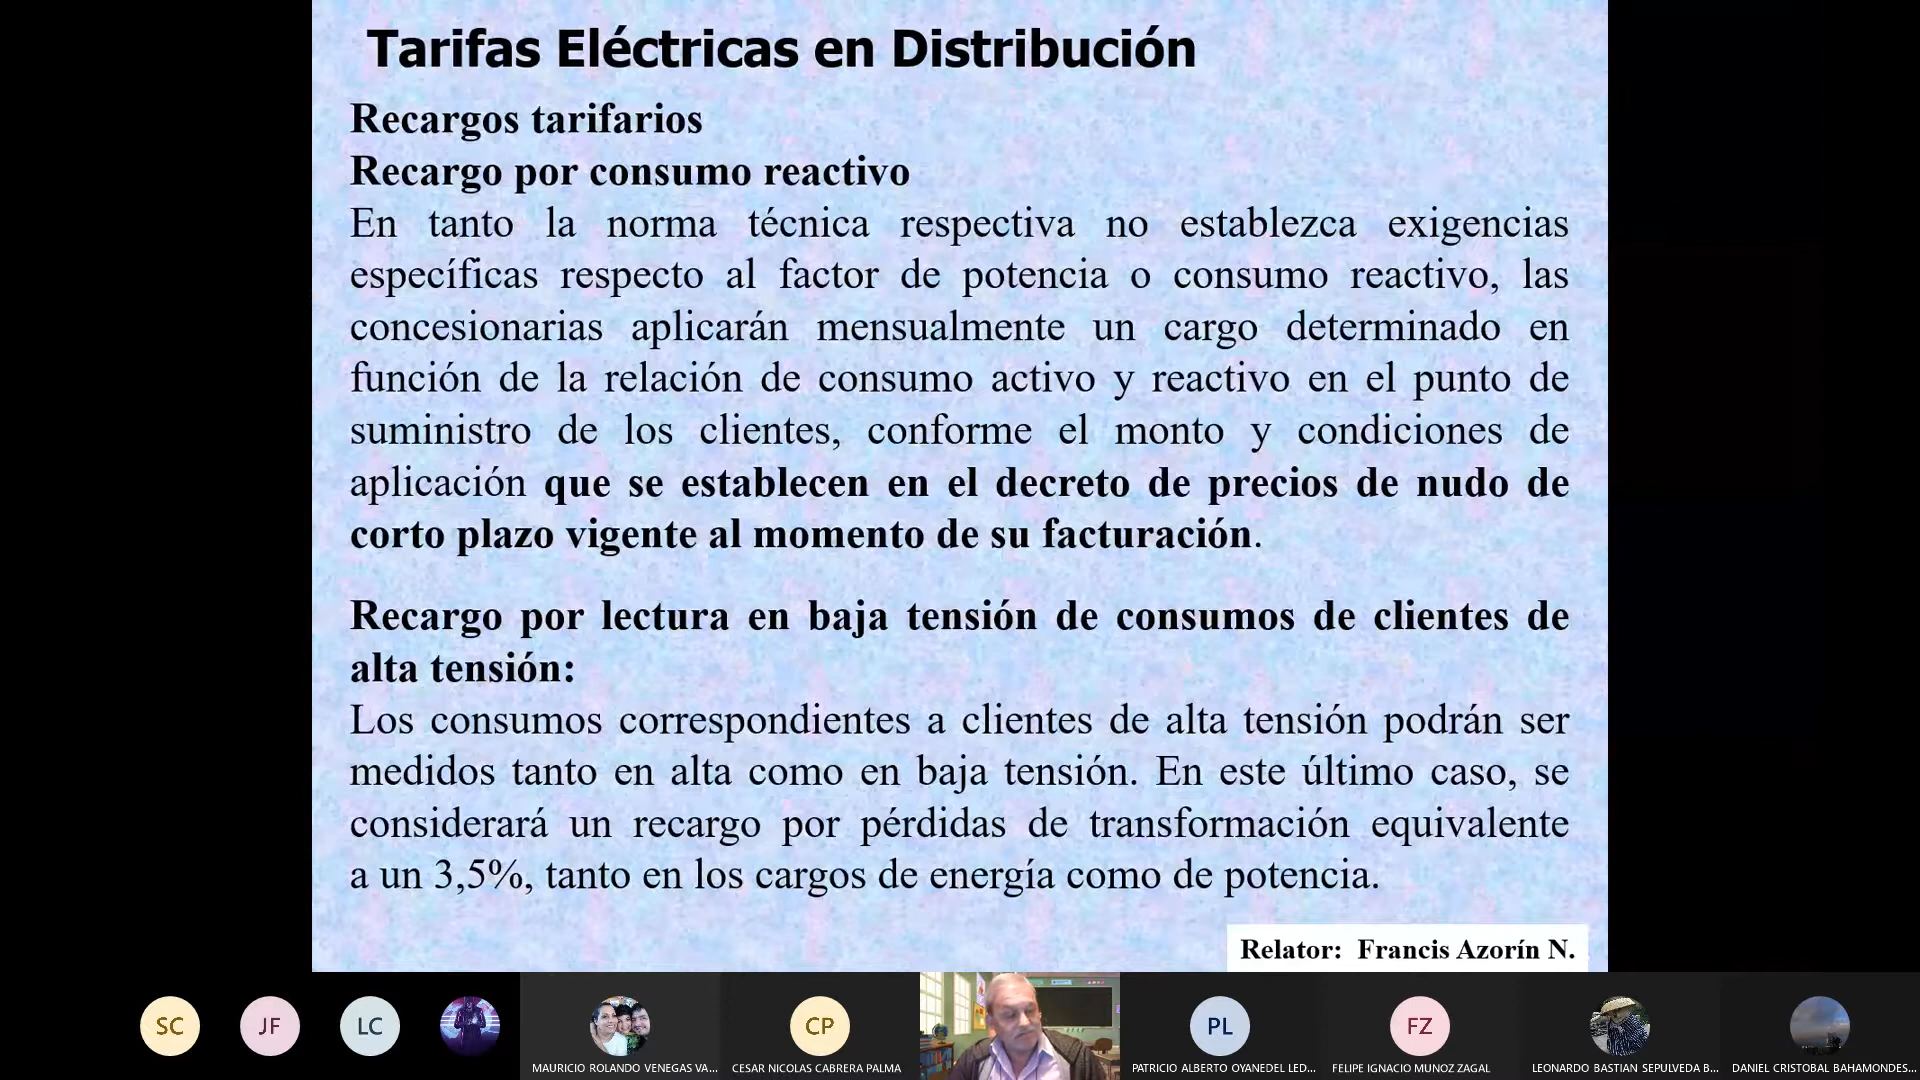 Tarifas Eléctricas en Distribución
Recargos tarifarios
Recargo por consumo reactivo
En tanto la norma técnica respectiva no establezca exigencias
específicas respecto al factor de potencia o consumo reactivo, las
concesionarias aplicarán mensualmente un cargo determinado en
función de la relación de consumo activo y reactivo en el punto de
suministro de los clientes, conforme el monto y condiciones de
aplicación que se establecen en el decreto de precios de nudo de
corto plazo vigente al momento de su facturación.
Recargo por lectura en baja tensión de consumos de clientes de
alta tensión:
Los consumos correspondientes a clientes de alta tensión podrán ser
medidos tanto en alta como en baja tensión. En este último caso, se
considerará un recargo por pérdidas de transformación equivalente
a un 3,5%, tanto en los cargos de energía como de potencia.
Relator: Francis Azorín N.
SC
JF
LC
CP
PL
FZ
MAURICIO ROLANDO VENEGAS VA...
CESAR NICOLAS CABRERA PALMA
PATRICIO ALBERTO OYANEDEL LED...
FELIPE IGNACIO MUNOZ ZAGAL
LEONARDO BASTIAN SEPULVEDA B...
DANIEL CRISTOBAL BAHAMONDES...